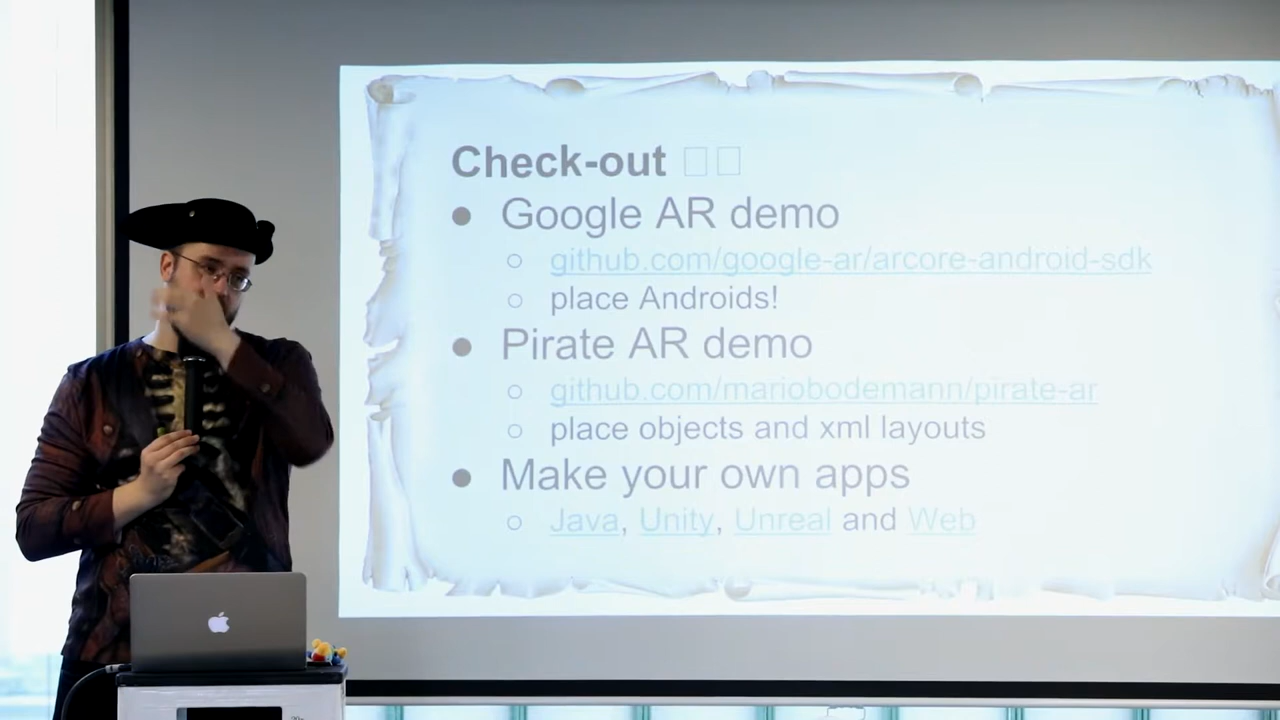 Check-out
Google AR demo
github.com/google-ar/arcore-android-sdk
place Androids!
Pirate AR demo
github.com/mariobodemann/pirate-ar
place objects and xml layouts
Make your own apps
Java, Unity, Unreal and Web